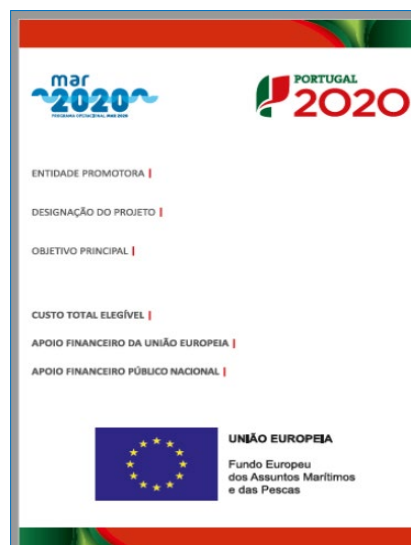 mar
2020
PROGRAMA OPERACIONAL MAR 2020
PORTUGAL
2020
ENTIDADE PROMOTORA |
DESIGNAÇÃO DO PROJETO |
OBJETIVO PRINCIPAL |
CUSTO TOTAL ELEGÍVEL |
APOIO FINANCEIRO DA UNIÃO EUROPEIA |
APOIO FINANCEIRO PÚBLICO NACIONAL |
UNIÃO EUROPEIA
Fundo Europeu
dos Assuntos Marítimos
e das Pescas